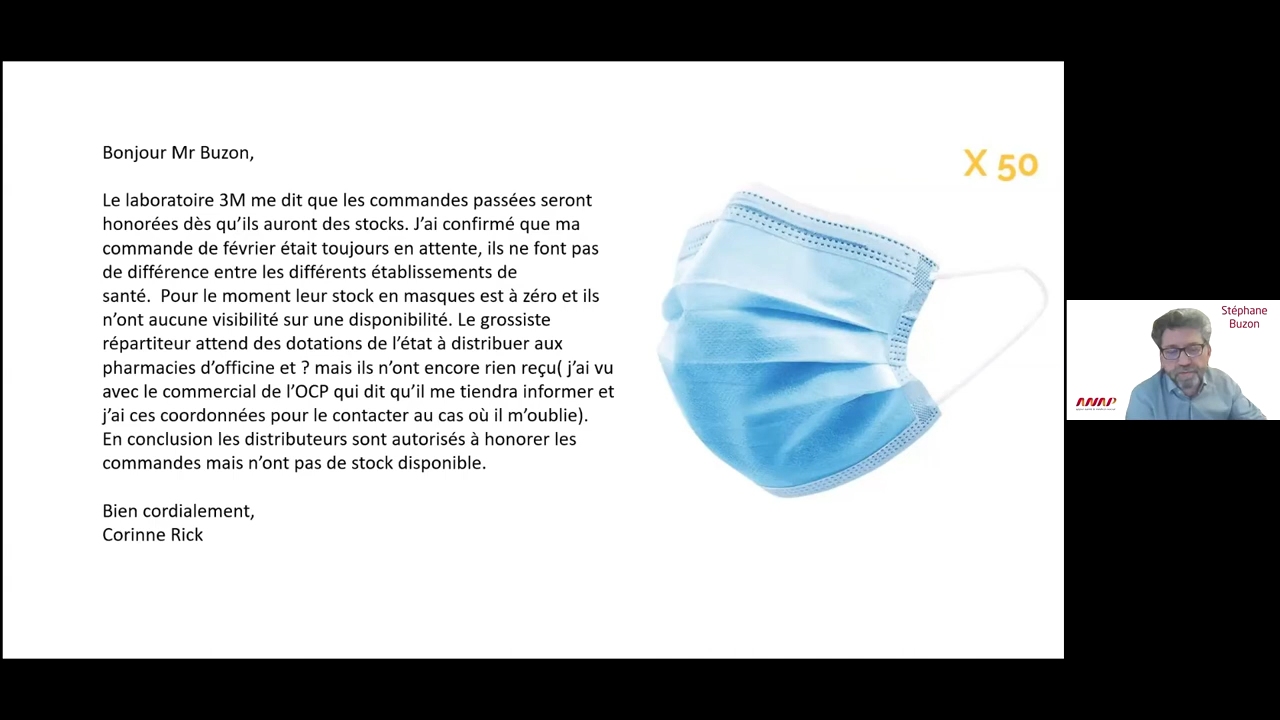 Bonjour Mr Buzon,
Le laboratoire 3M me dit que les commandes passées seront
honorées dès qu’ils auront des stocks. J’ai confirmé que ma
commande de février était toujours en attente, ils ne font pas
de différence entre les différents établissements de
santé.  Pour le moment leur stock en masques est à zéro et ils
n’ont aucune visibilité sur une disponibilité. Le grossiste
répartiteur attend des dotations de l’état à distribuer aux
pharmacies d’officine et ? mais ils n’ont encore rien reçu( j’ai vu
avec le commercial de l’OCP qui dit qu’il me tiendra informer et
j’ai ces coordonnées pour le contacter au cas où il m’oublie).
En conclusion les distributeurs sont autorisés à honorer les
commandes mais n’ont pas de stock disponible.
Bien cordialement,
Corinne Rick
X 50
Stéphane
Buzon
ANAP